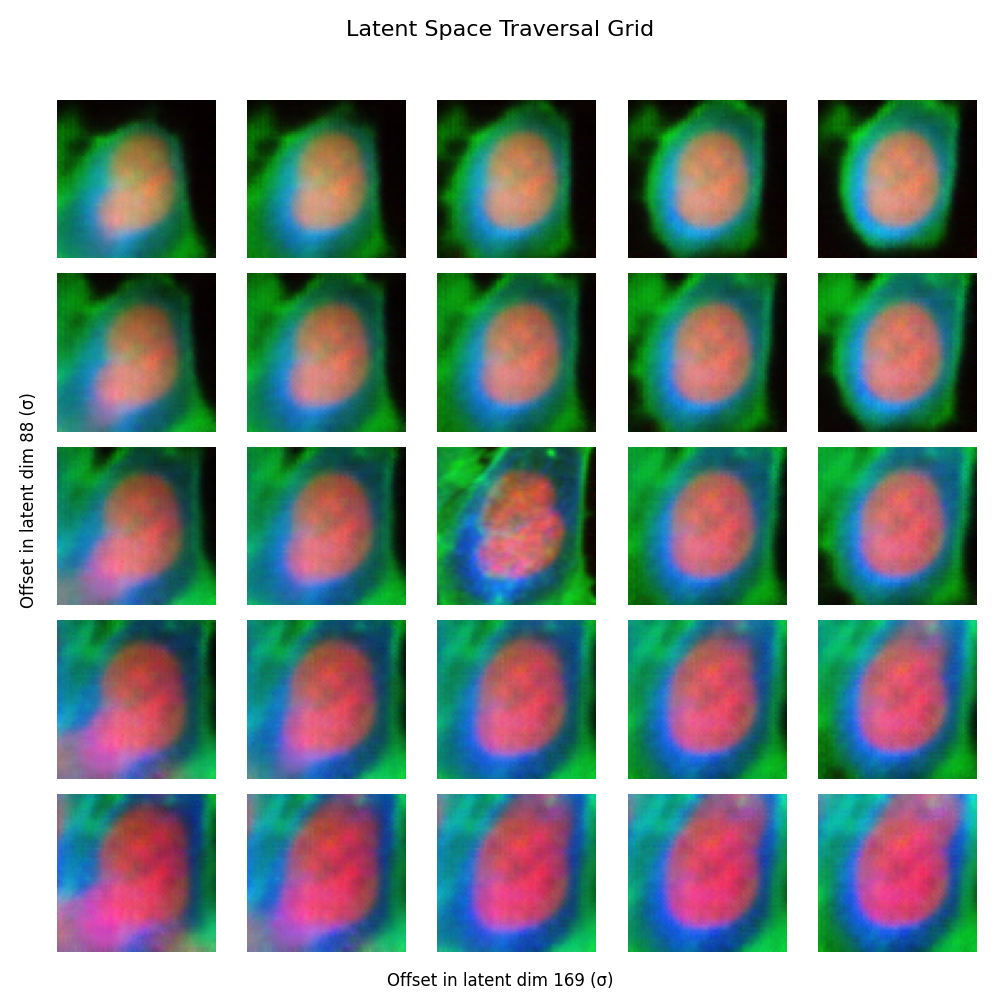 Latent Space Traversal Grid
Offset in latent dim 88 (σ)
Offset in latent dim 169 (σ)